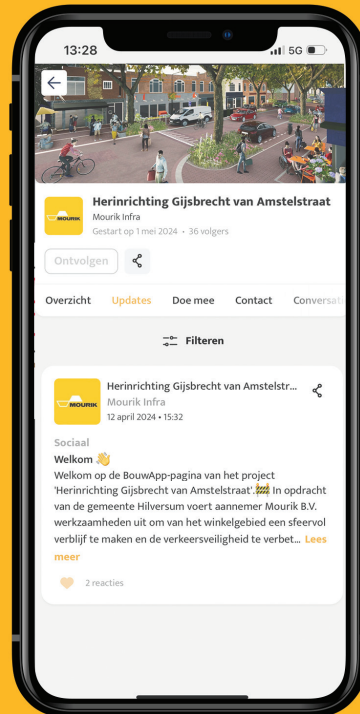 13:28
5G
Herinrichting Gijsbrecht van Amstelstraat
MOURIK
Mourik Infra
Gestart op 1 mei 2024 • 36 volgers
Ontvolgen
Overzicht Updates Doe mee Contact Conversat
Filteren
Herinrichting Gijsbrecht van Amstelstr...
MOURIK
Mourik Infra
12 april 2024 • 15:32
Sociaal
Welkom 👋
Welkom op de BouwApp-pagina van het project
'Herinrichting Gijsbrecht van Amstelstraat'.🚧 In opdracht
van de gemeente Hilversum voert aannemer Mourik B.V.
werkzaamheden uit om van het winkelgebied een sfeervol
verblijf te maken en de verkeersveiligheid te verbet... Lees
meer
2 reacties